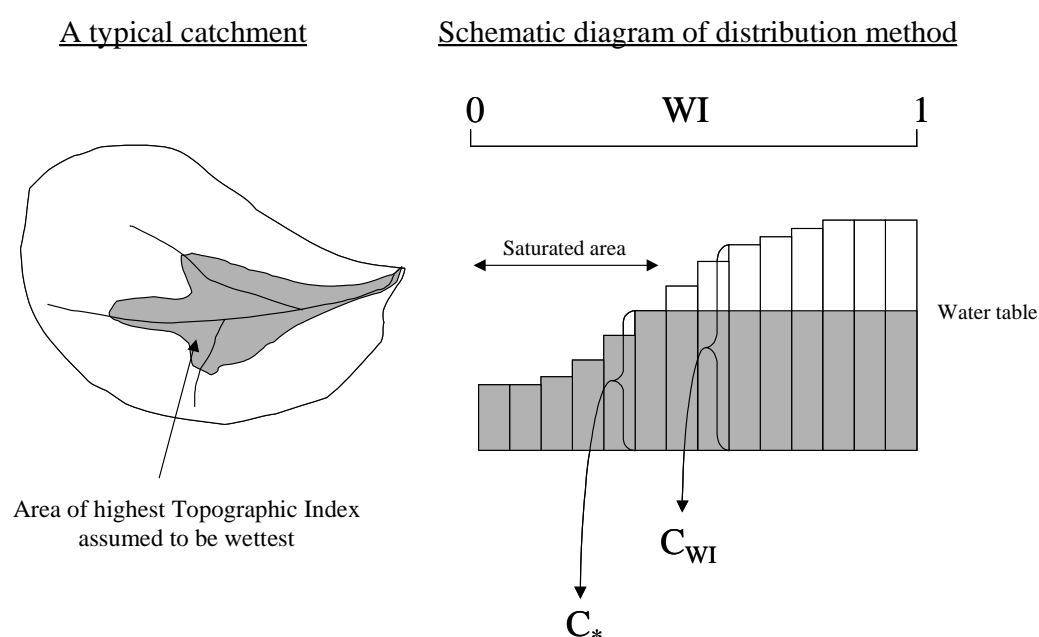 A typical catchment
Schematic diagram of distribution method
0 WI 1
Saturated area
Water table
Area of highest Topographic Index
assumed to be wettest
C_WI
C_*